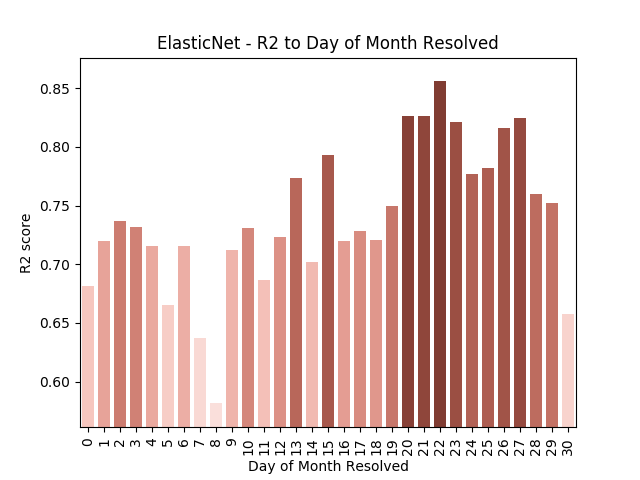 ElasticNet - R2 to Day of Month Resolved
0.85
0.80
0.75
0.70
0.65
0.60
R2 score
0 1 2 3 4 5 6 7 8 9 10 11 12 13 14 15 16 17 18 19 20 21 22 23 24 25 26 27 28 29 30
Day of Month Resolved